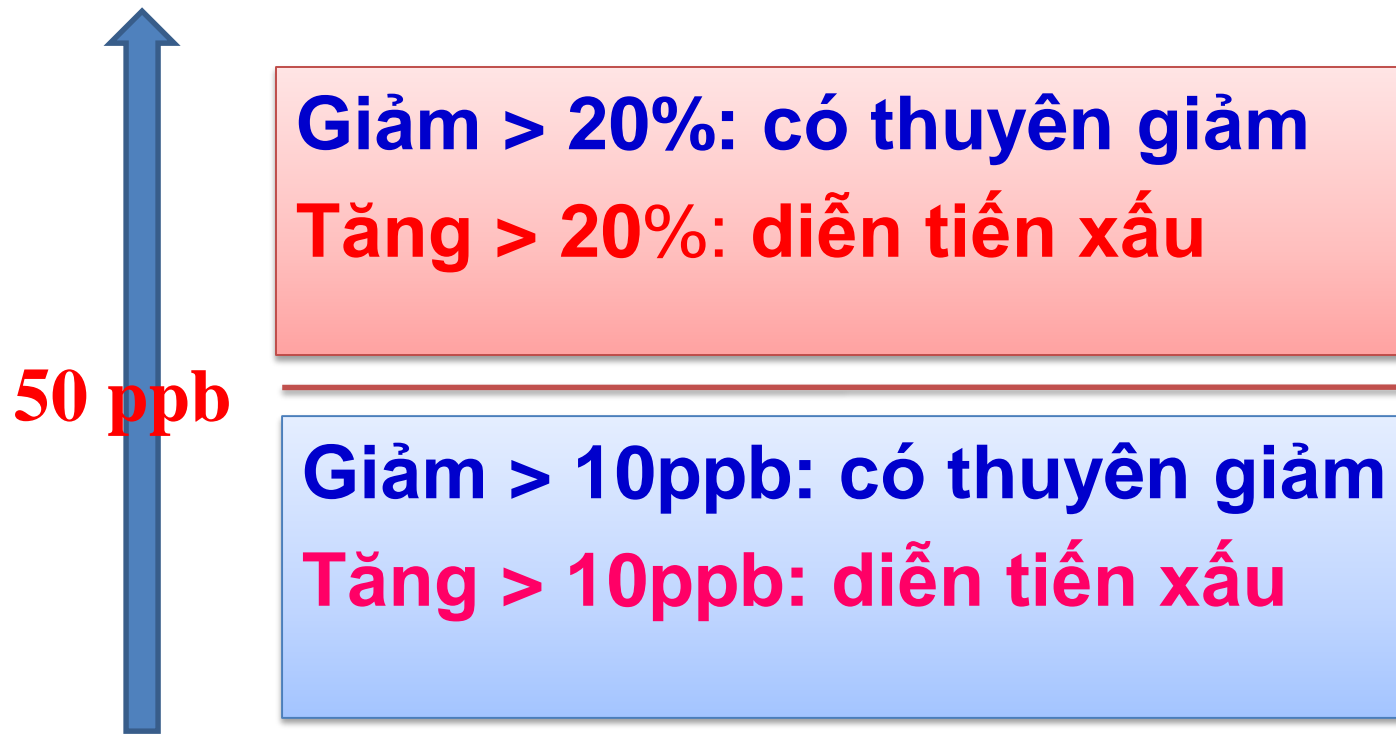 Giảm > 20%: có thuyên giảm
Tăng > 20%: diễn tiến xấu
50 ppb
Giảm > 10ppb: có thuyên giảm
Tăng > 10ppb: diễn tiến xấu